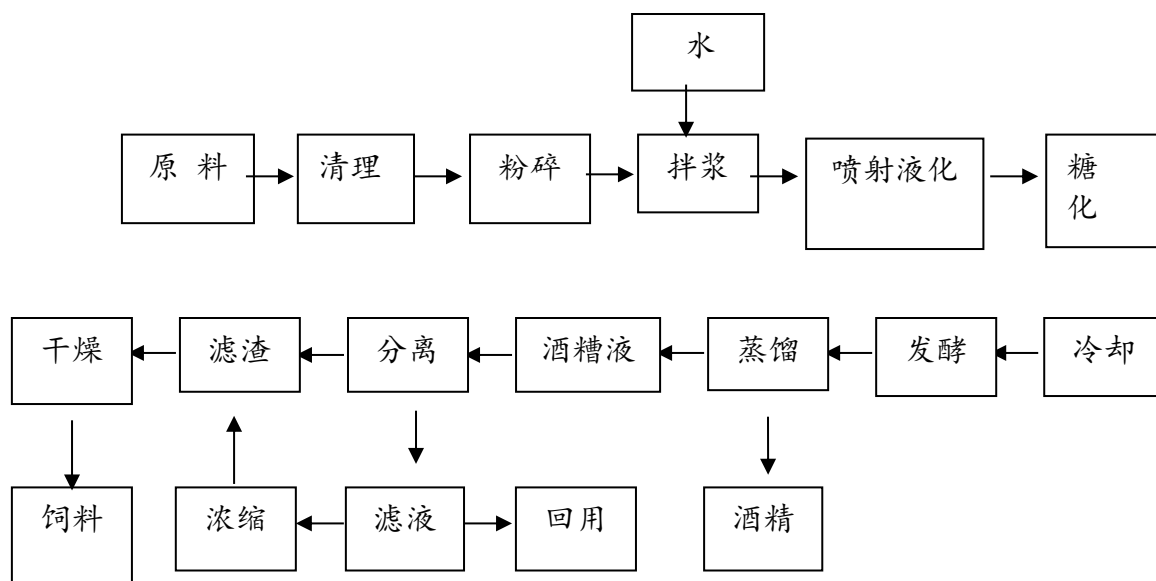 水
原 料
清理
粉碎
拌浆
喷射液化
糖
化
干燥
滤渣
分离
酒糟液
蒸馏
发酵
冷却
饲料
浓缩
滤液
回用
酒精